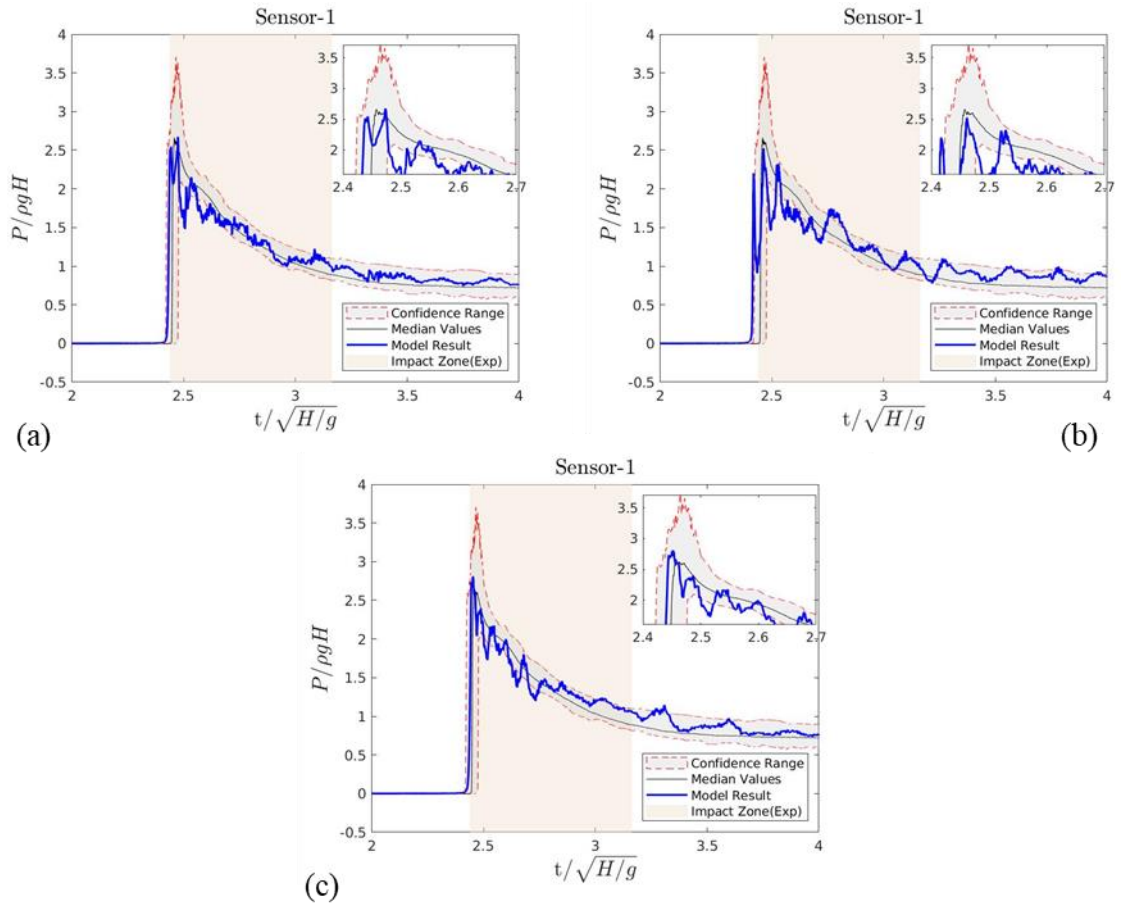 Sensor-1
4
3.5
3
2.5
2
1.5
1
0.5
0
-0.5
P/ρgH
3.5
3
2.5
2
2.4 2.5 2.6 2.7
Confidence Range
Median Values
Model Result
Impact Zone(Exp)
2 2.5 3 3.5 4
t/√H/g
(a)
Sensor-1
4
3.5
3
2.5
2
1.5
1
0.5
0
-0.5
P/ρgH
3.5
3
2.5
2
2.4 2.5 2.6 2.7
Confidence Range
Median Values
Model Result
Impact Zone(Exp)
2 2.5 3 3.5 4
t/√H/g
(b)
Sensor-1
4
3.5
3
2.5
2
1.5
1
0.5
0
-0.5
P/ρgH
3.5
3
2.5
2
2.4 2.5 2.6 2.7
Confidence Range
Median Values
Model Result
Impact Zone(Exp)
2 2.5 3 3.5 4
t/√H/g
(c)